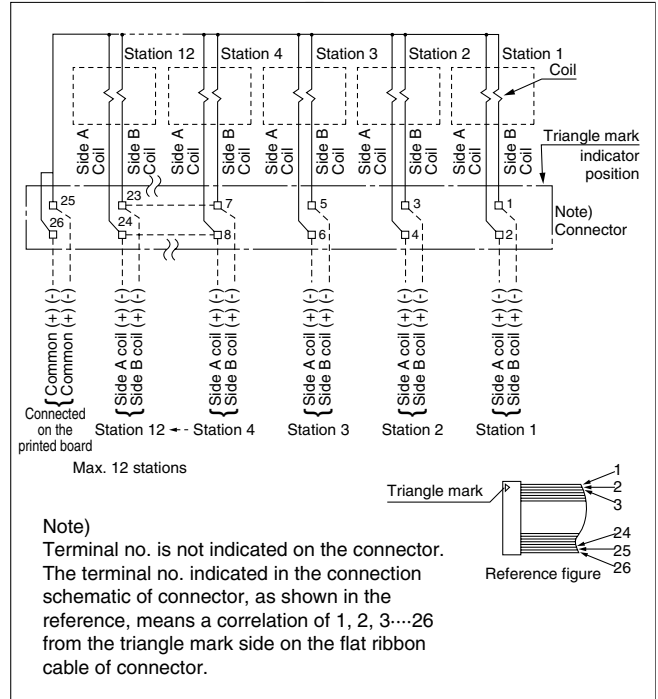 Station 12 Station 4 Station 3 Station 2 Station 1
Coil
Side A Coil Side B Coil Side A Coil Side B Coil Side A Coil Side B Coil Side A Coil Side B Coil Side A Coil Side B Coil
Triangle mark
indicator
position
25 23 7 5 3 1
26 24 8 6 4 2
Note)
Connector
Common (+) (-)
Common (+) (-)
Side A coil (+) (-)
Side B coil (+) (-)
Side A coil (+) (-)
Side B coil (+) (-)
Side A coil (+) (-)
Side B coil (+) (-)
Side A coil (+) (-)
Side B coil (+) (-)
Side A coil (+) (-)
Side B coil (+) (-)
Connected
on the
printed board
Station 12 Station 4 Station 3 Station 2 Station 1
Max. 12 stations
Triangle mark
1
2
3
24
25
26
Reference figure
Note)
Terminal no. is not indicated on the connector.
The terminal no. indicated in the connection
schematic of connector, as shown in the
reference, means a correlation of 1, 2, 3····26
from the triangle mark side on the flat ribbon
cable of connector.